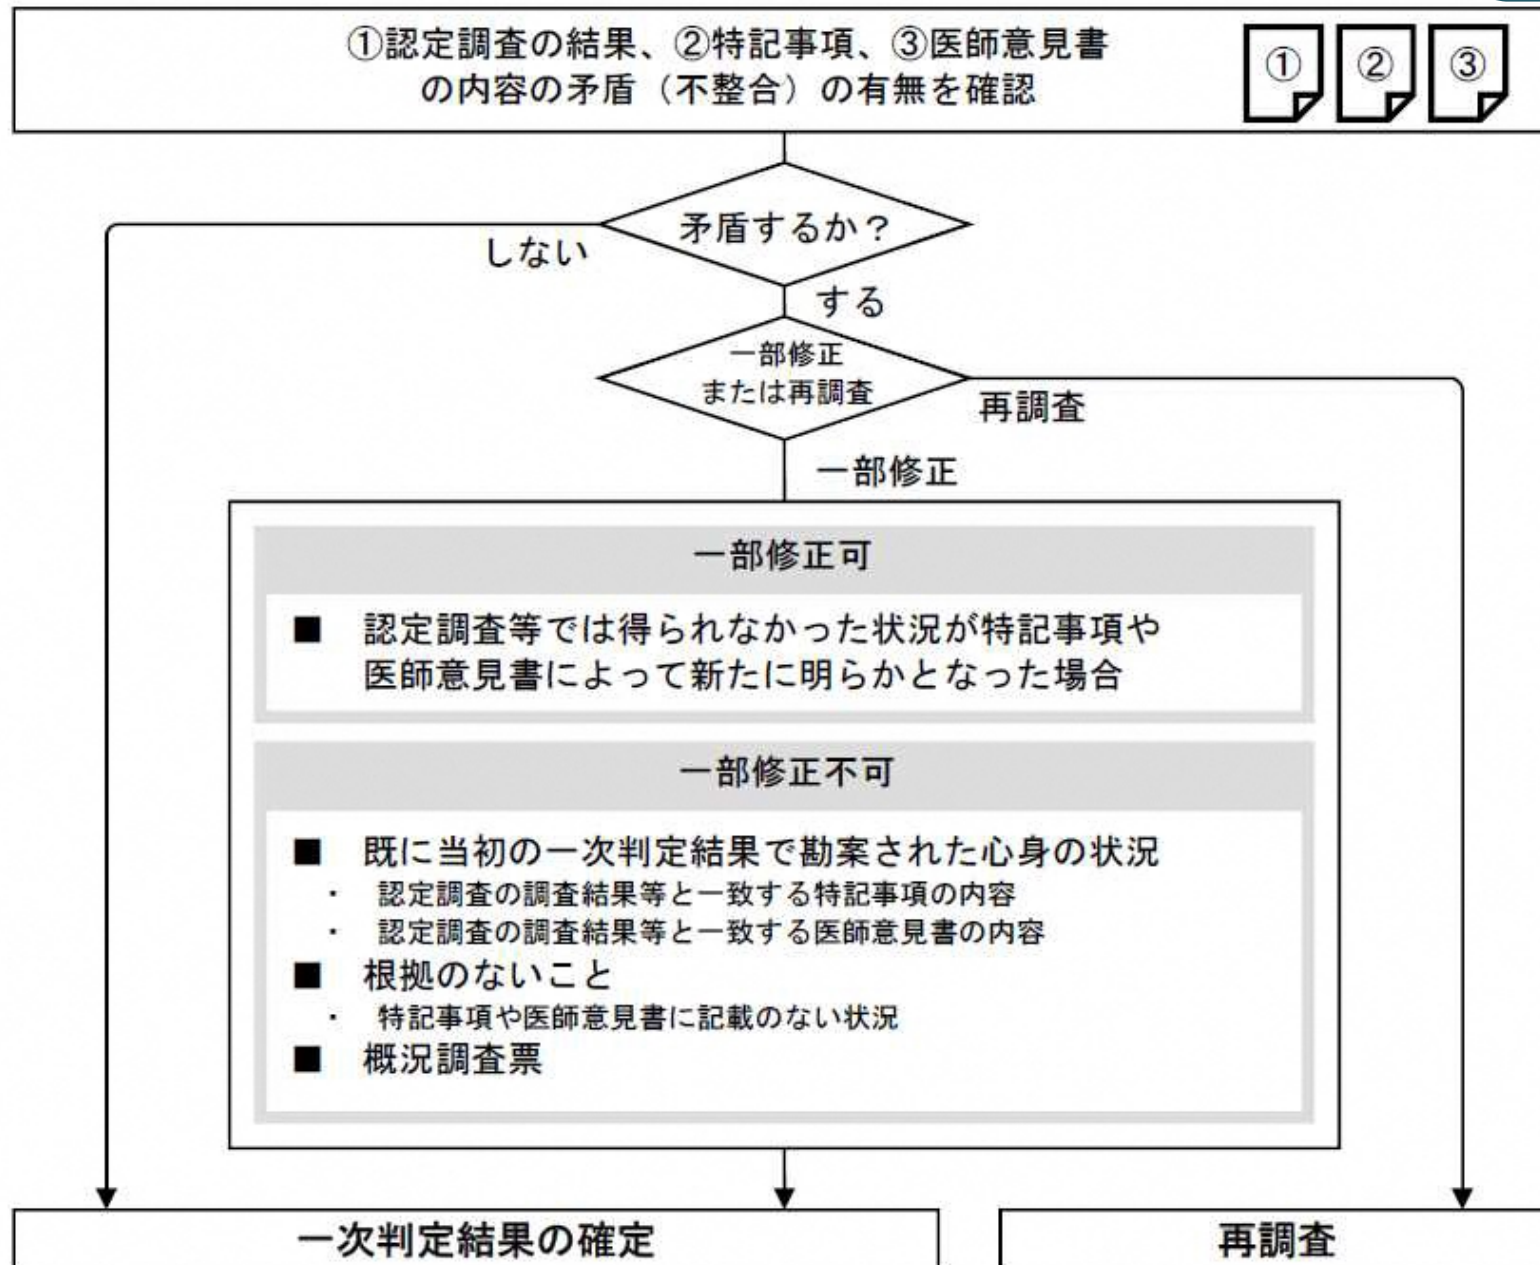 ①認定調査の結果、②特記事項、③医師意見書
の内容の矛盾（不整合）の有無を確認
① ② ③
矛盾するか？
しない
する
一部修正
または再調査
再調査
一部修正
一部修正可
■ 認定調査等では得られなかった状況が特記事項や
医師意見書によって新たに明らかとなった場合
一部修正不可
■ 既に当初の一次判定結果で勘案された心身の状況
・ 認定調査の調査結果等と一致する特記事項の内容
・ 認定調査の調査結果等と一致する医師意見書の内容
■ 根拠のないこと
・ 特記事項や医師意見書に記載のない状況
■ 概況調査票
一次判定結果の確定
再調査